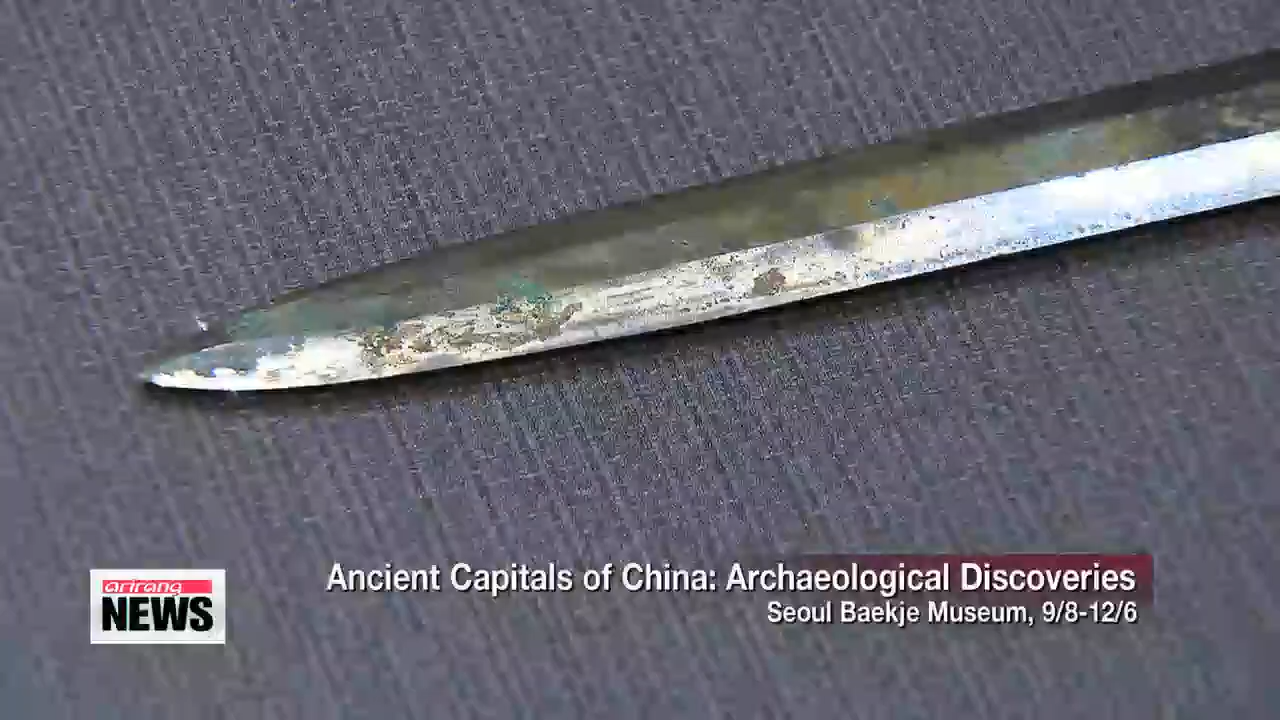 Ancient Capitals of China: Archaeological Discoveries
Seoul Baekje Museum, 9/8-12/6
arirang
NEWS